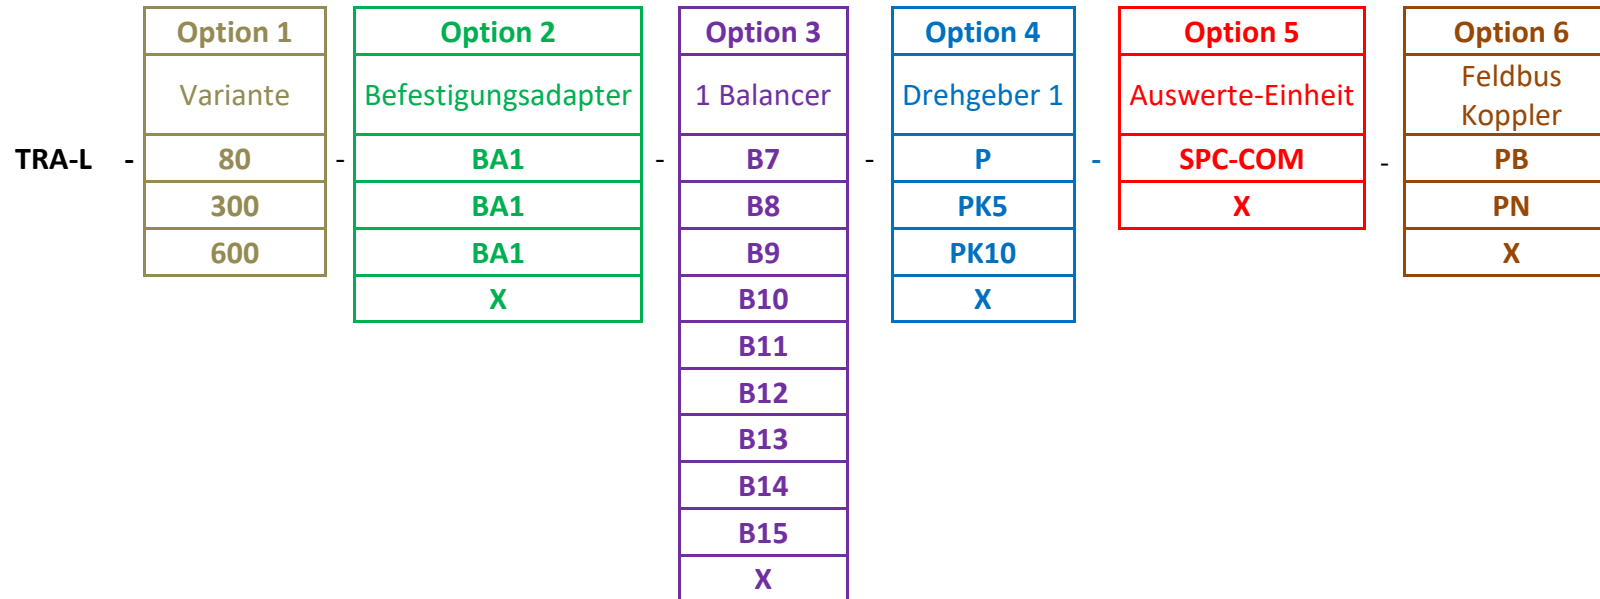 Option 1 Option 2 Option 3 Option 4 Option 5 Option 6
Variante Befestigungsadapter 1 Balancer Drehgeber 1 Auswerte-Einheit Feldbus
Koppler
TRA-L - 80 - BA1 - B7 - P - SPC-COM - PB
300 BA1 B8 PK5 X PN
600 BA1 B9 PK10 X
X B10 X
B11
B12
B13
B14
B15
X